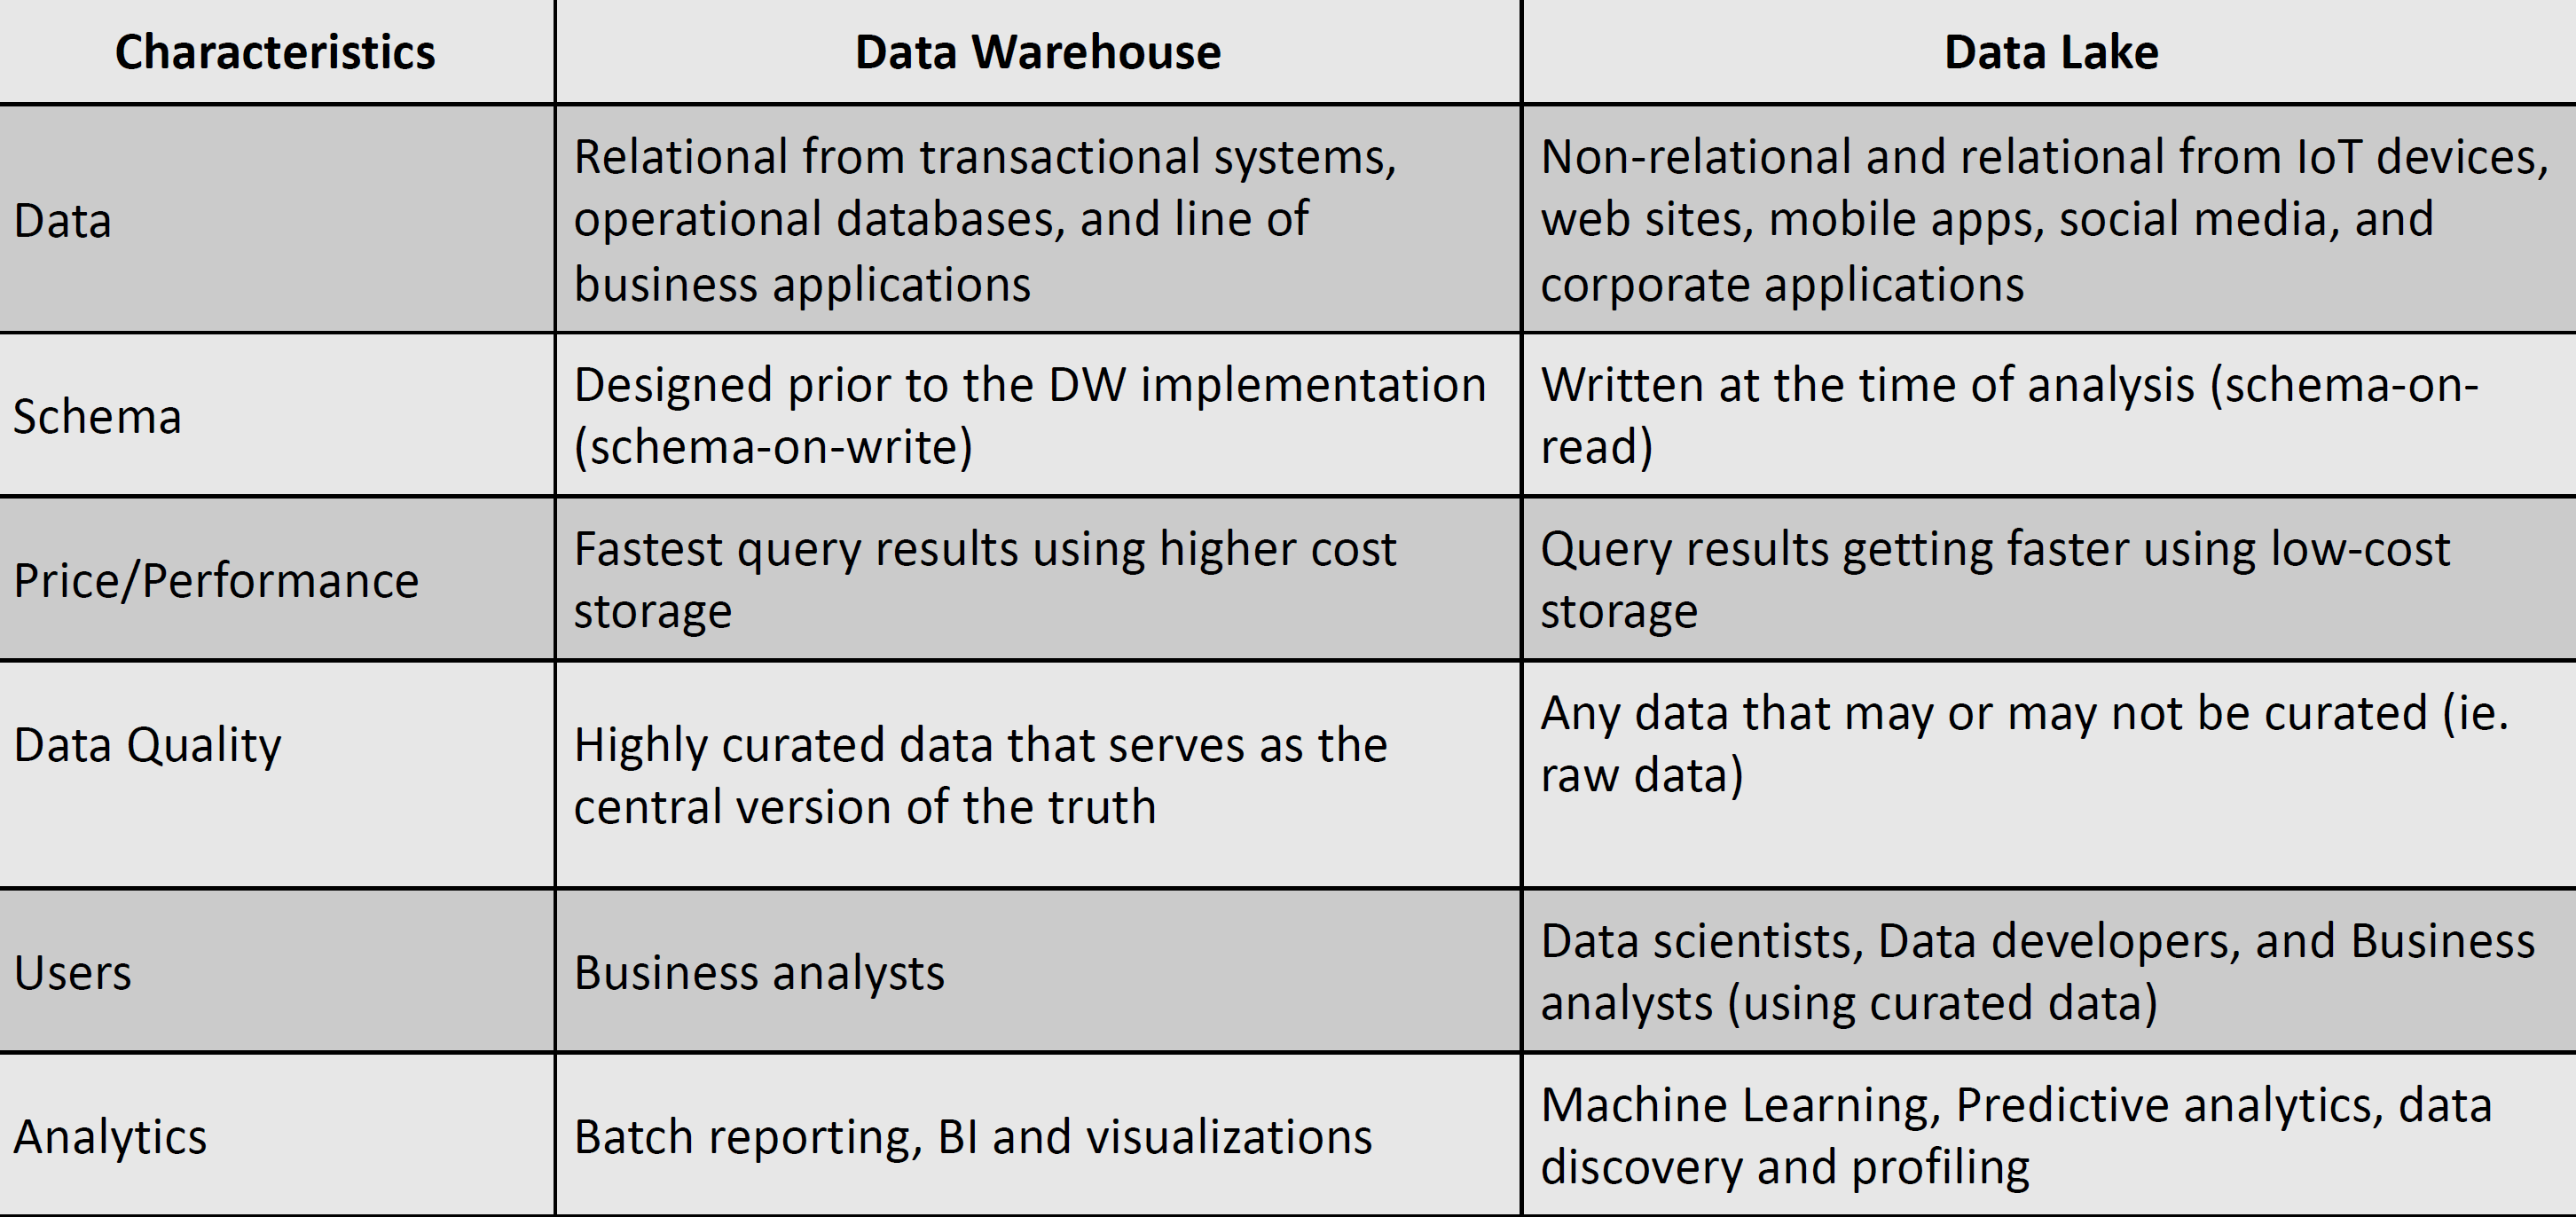 Characteristics
Data Warehouse
Data Lake
Data
Relational from transactional systems,
operational databases, and line of
business applications
Non-relational and relational from IoT devices,
web sites, mobile apps, social media, and
corporate applications
Schema
Designed prior to the DW implementation
(schema-on-write)
Written at the time of analysis (schema-on-
read)
Price/Performance
Fastest query results using higher cost
storage
Query results getting faster using low-cost
storage
Data Quality
Highly curated data that serves as the
central version of the truth
Any data that may or may not be curated (ie.
raw data)
Users
Business analysts
Data scientists, Data developers, and Business
analysts (using curated data)
Analytics
Batch reporting, BI and visualizations
Machine Learning, Predictive analytics, data
discovery and profiling